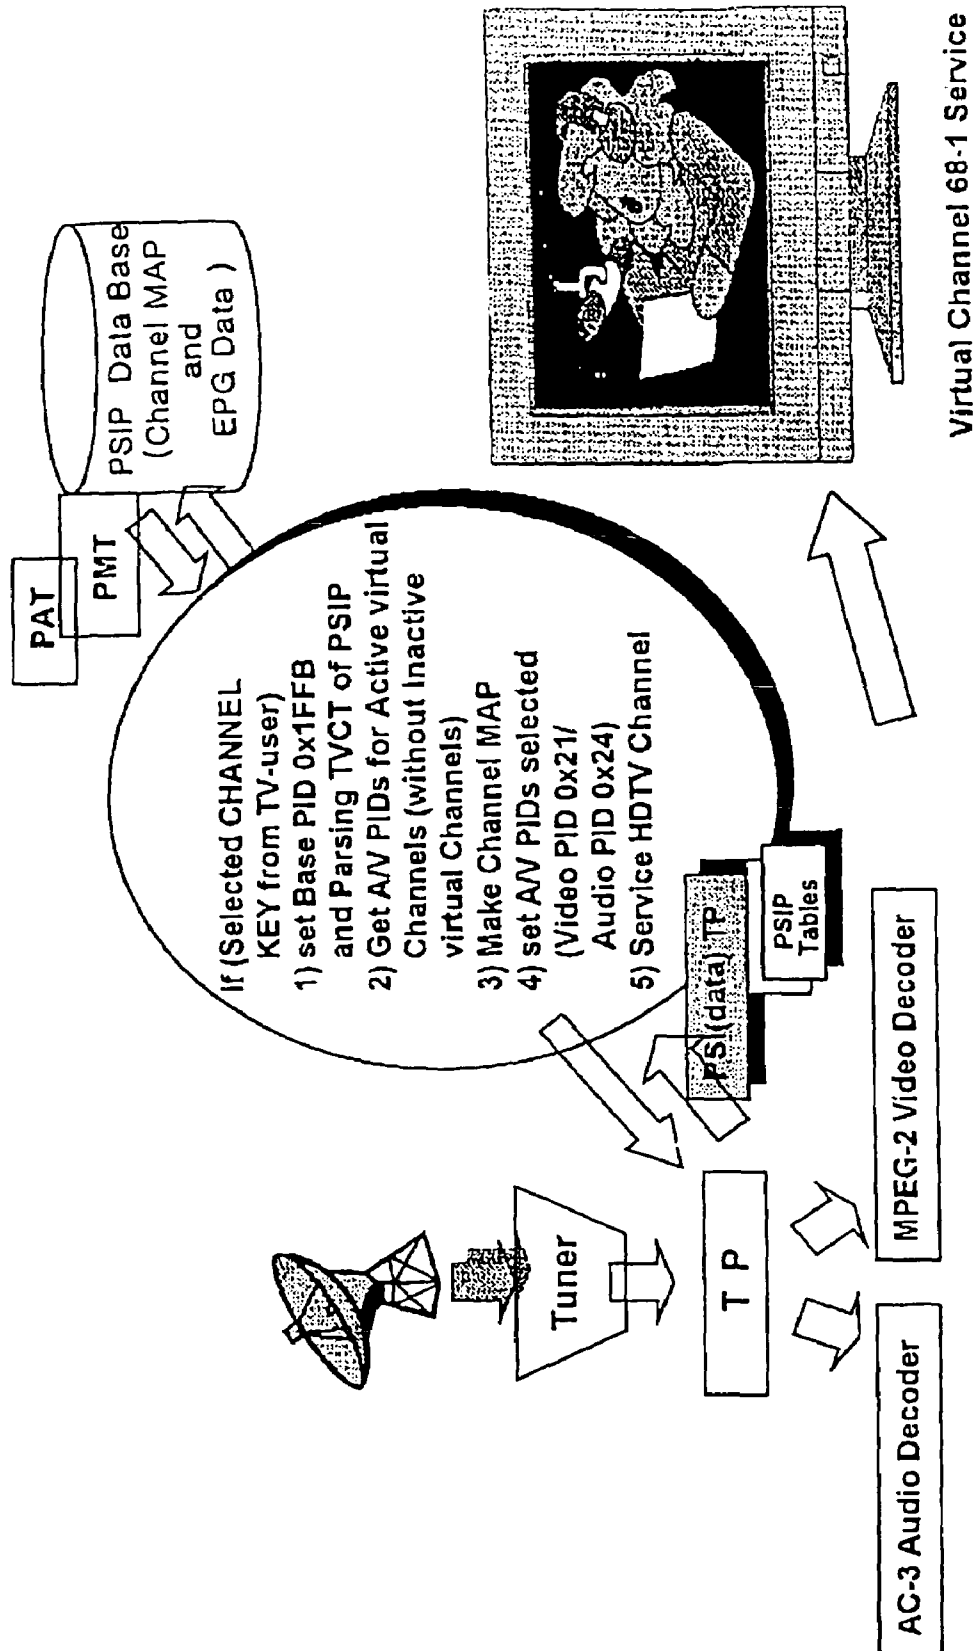 PAT
PMT
PSIP Data Base
(Channel MAP
and
EPG Data )
If (Selected CHANNEL
KEY from TV-user)
1) set Base PID 0x1FFB
and Parsing TVCT of PSIP
2) Get A/V PIDs for Active virtual
Channels (without Inactive
virtual Channels)
3) Make Channel MAP
4) set A/V PIDs selected
(Video PID 0x21/
Audio PID 0x24)
5) Service HDTV Channel
Tuner
T P
PSI(data) TP
PSIP
Tables
AC-3 Audio Decoder
MPEG-2 Video Decoder
Virtual Channel 68-1 Service